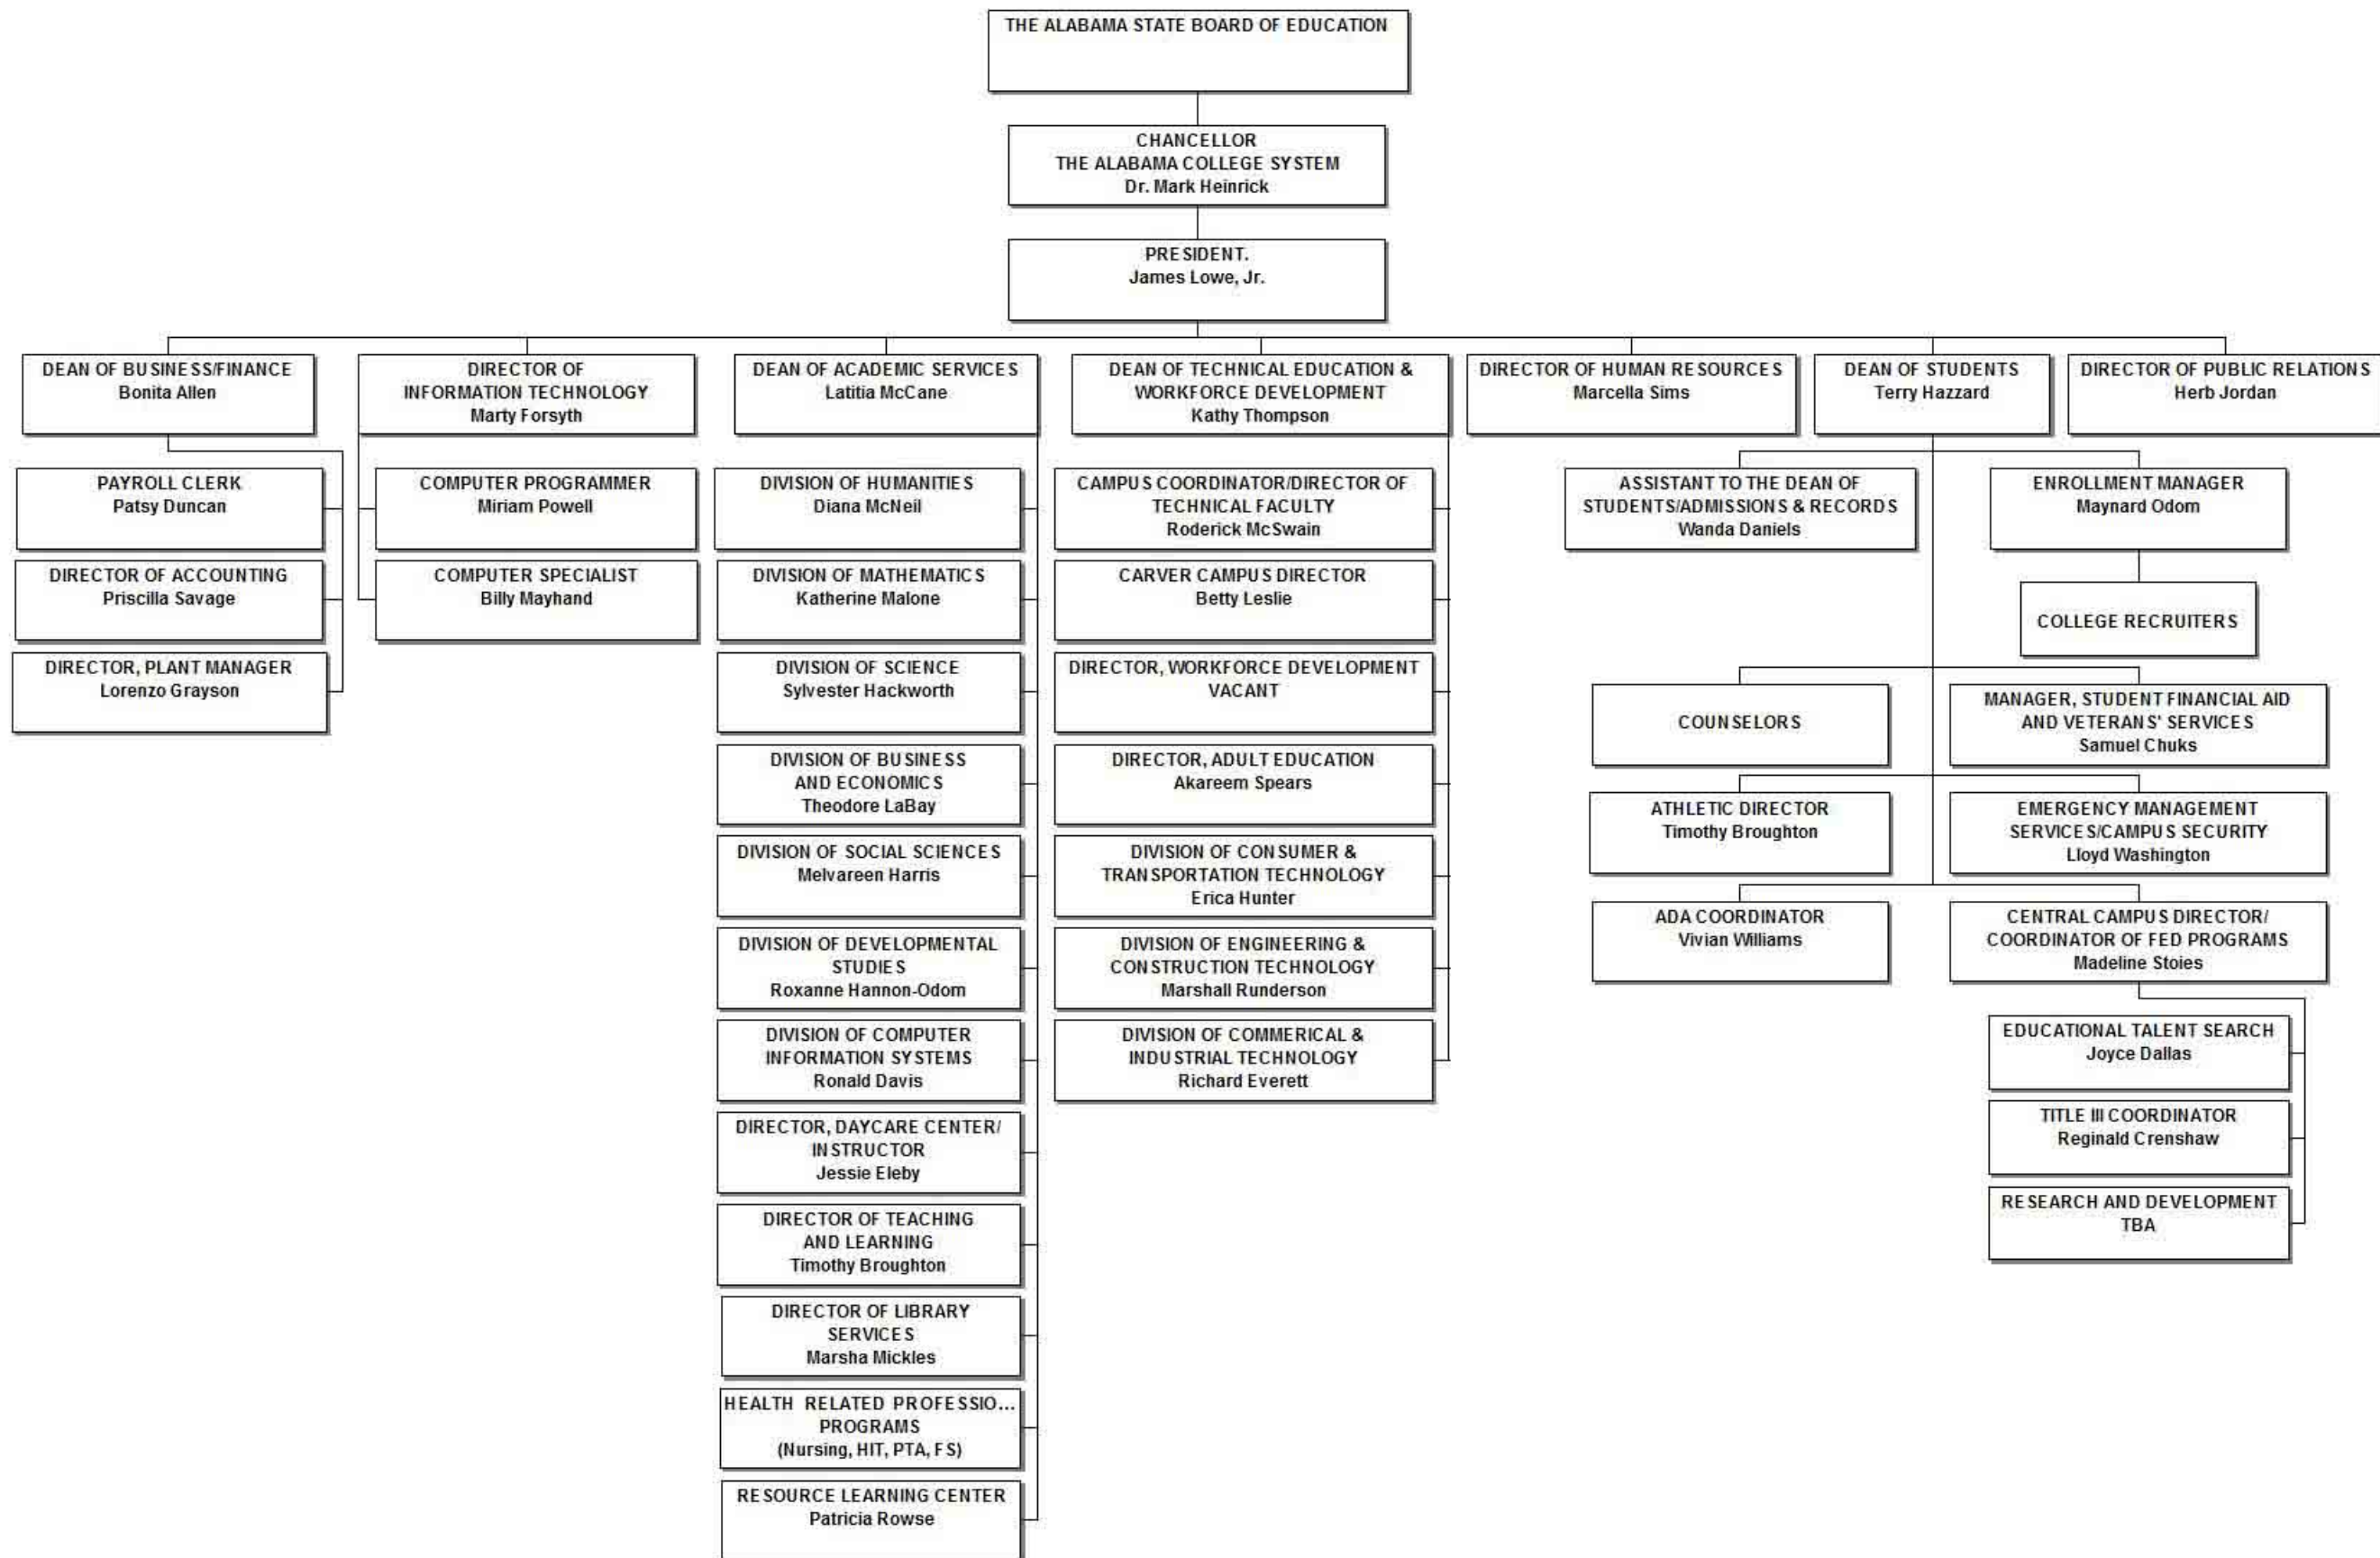 THE ALABAMA STATE BOARD OF EDUCATION
CHANCELLOR
THE ALABAMA COLLEGE SYSTEM
Dr. Mark Heinrick
PRESIDENT.
James Lowe, Jr.
DEAN OF BUSINESS/FINANCE
Bonita Allen
DIRECTOR OF
INFORMATION TECHNOLOGY
Marty Forsyth
DEAN OF ACADEMIC SERVICES
Latitia McCane
DEAN OF TECHNICAL EDUCATION &
WORKFORCE DEVELOPMENT
Kathy Thompson
DIRECTOR OF HUMAN RESOURCES
Marcella Sims
DEAN OF STUDENTS
Terry Hazzard
DIRECTOR OF PUBLIC RELATIONS
Herb Jordan
PAYROLL CLERK
Patsy Duncan
DIRECTOR OF ACCOUNTING
Priscilla Savage
DIRECTOR, PLANT MANAGER
Lorenzo Grayson
COMPUTER PROGRAMMER
Miriam Powell
COMPUTER SPECIALIST
Billy Mayhand
DIVISION OF HUMANITIES
Diana McNeil
DIVISION OF MATHEMATICS
Katherine Malone
DIVISION OF SCIENCE
Sylvester Hackworth
DIVISION OF BUSINESS
AND ECONOMICS
Theodore LaBay
DIVISION OF SOCIAL SCIENCES
Melvareen Harris
DIVISION OF DEVELOPMENTAL
STUDIES
Roxanne Hannon-Odom
DIVISION OF COMPUTER
INFORMATION SYSTEMS
Ronald Davis
DIRECTOR, DAYCARE CENTER/
INSTRUCTOR
Jessie Eleby
DIRECTOR OF TEACHING
AND LEARNING
Timothy Broughton
DIRECTOR OF LIBRARY
SERVICES
Marsha Mickles
HEALTH RELATED PROFESSIO...
PROGRAMS
(Nursing, HIT, PTA, FS)
RESOURCE LEARNING CENTER
Patricia Rowse
CAMPUS COORDINATOR/DIRECTOR OF
TECHNICAL FACULTY
Roderick McSwain
CARVER CAMPUS DIRECTOR
Betty Leslie
DIRECTOR, WORKFORCE DEVELOPMENT
VACANT
DIRECTOR, ADULT EDUCATION
Akareem Spears
DIVISION OF CONSUMER &
TRANSPORTATION TECHNOLOGY
Erica Hunter
DIVISION OF ENGINEERING &
CONSTRUCTION TECHNOLOGY
Marshall Runderson
DIVISION OF COMMERICAL &
INDUSTRIAL TECHNOLOGY
Richard Everett
ASSISTANT TO THE DEAN OF
STUDENTS/ADMISSIONS & RECORDS
Wanda Daniels
ENROLLMENT MANAGER
Maynard Odom
COLLEGE RECRUITERS
COUNSELORS
MANAGER, STUDENT FINANCIAL AID
AND VETERANS' SERVICES
Samuel Chuks
ATHLETIC DIRECTOR
Timothy Broughton
EMERGENCY MANAGEMENT
SERVICES/CAMPUS SECURITY
Lloyd Washington
ADA COORDINATOR
Vivian Williams
CENTRAL CAMPUS DIRECTOR/
COORDINATOR OF FED PROGRAMS
Madeline Stoies
EDUCATIONAL TALENT SEARCH
Joyce Dallas
TITLE III COORDINATOR
Reginald Crenshaw
RESEARCH AND DEVELOPMENT
TBA